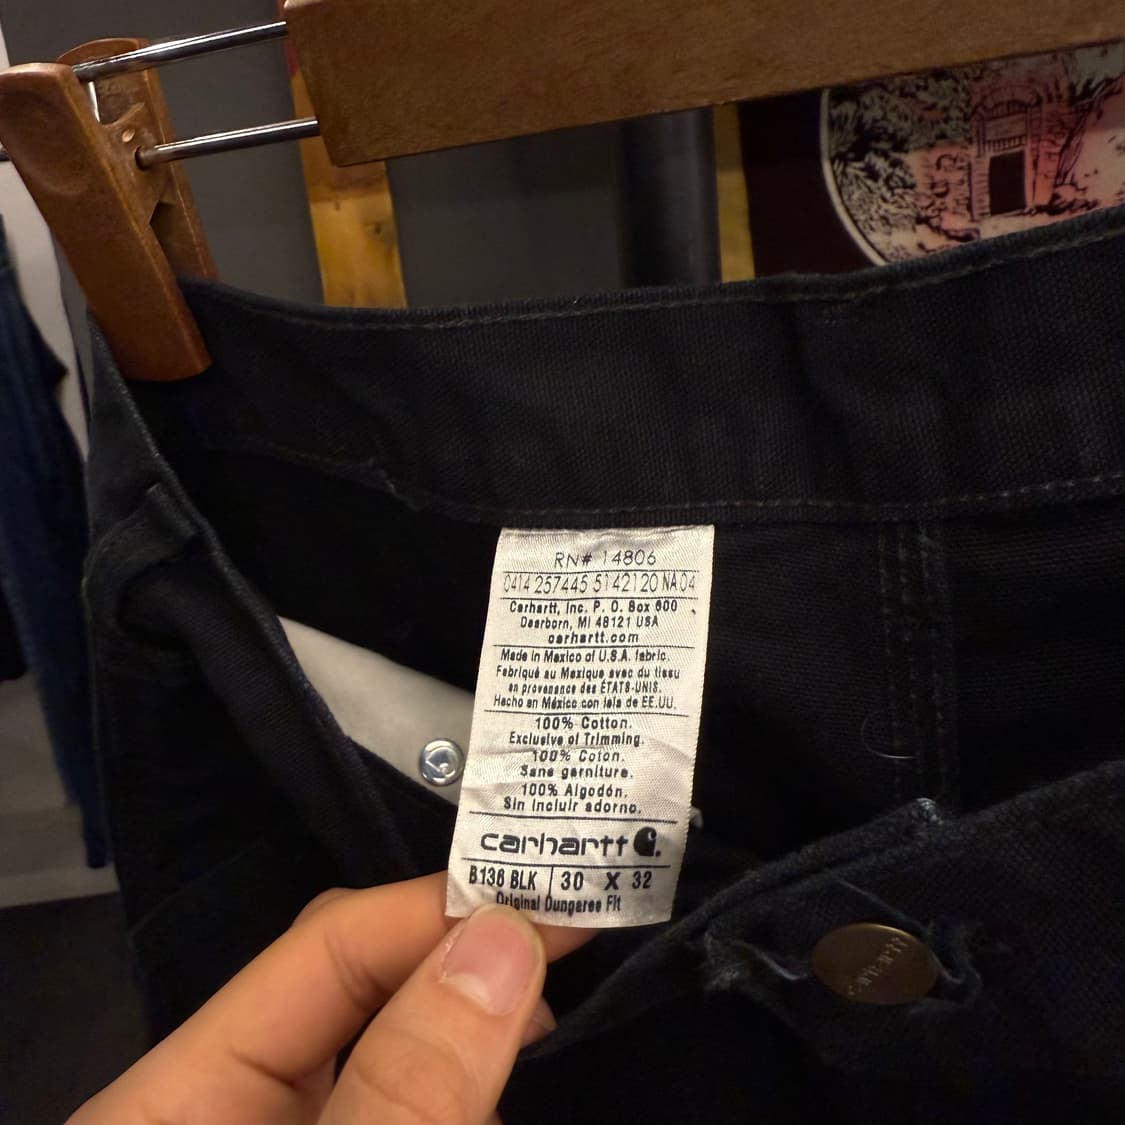 RN# 14806
0414 257445 5142120 NA 04
Carhartt, Inc. P. O. Box 600
Dearborn, MI 48121 USA
carhartt.com
Made in Mexico of U.S.A. fabric.
Fabriqué au Mexique avec du tissu
en provenance des ÉTATS-UNIS.
Hecho en México con tela de EE.UU.
100% Cotton.
Exclusive of Trimming.
100% Coton.
Sans garniture.
100% Algodón.
Sin incluir adorno.
carhartt
B136 BLK 30 X 32
Original Dungaree Fit
carhartt